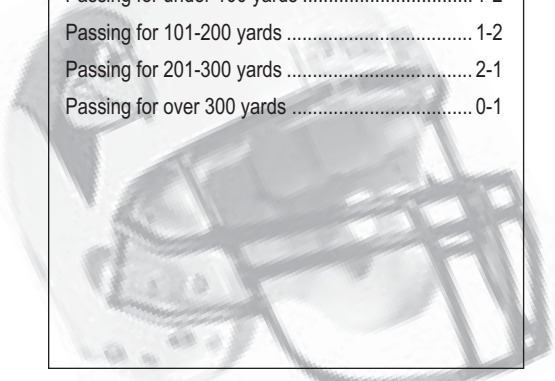 Passing for 101-200 yards .................................... 1-2
Passing for 201-300 yards .................................... 2-1
Passing for over 300 yards ................................... 0-1